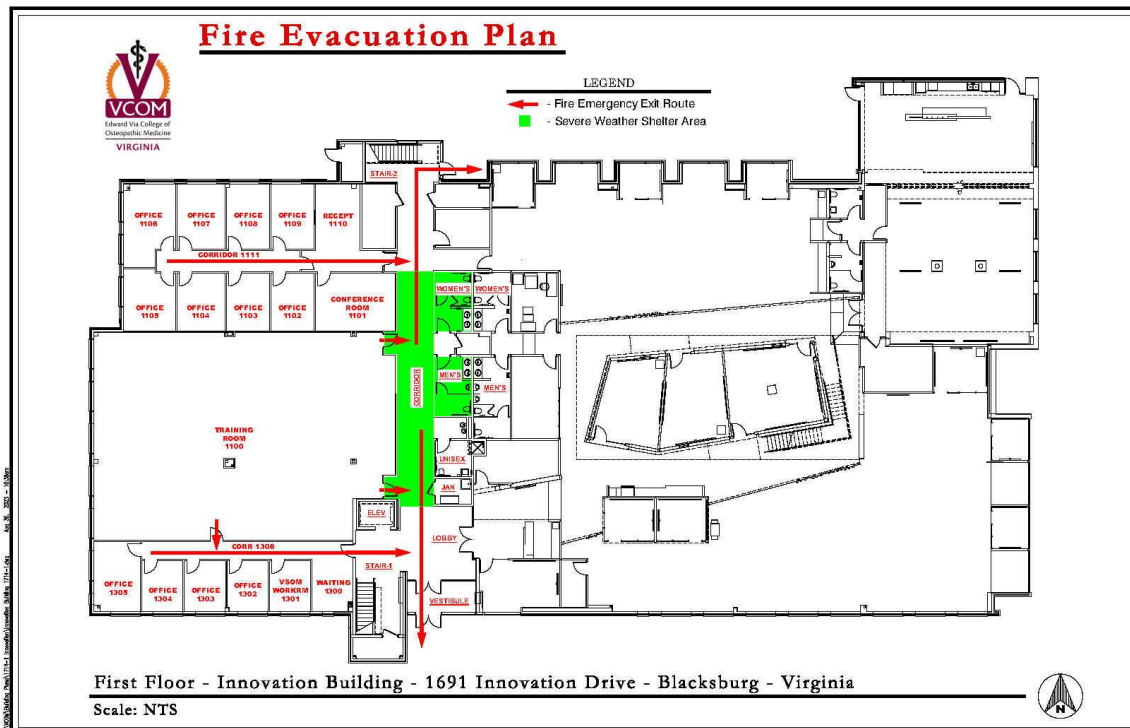 Fire Evacuation Plan
VCOM
Edward Via College of
Osteopathic Medicine
VIRGINIA
LEGEND
- Fire Emergency Exit Route
- Severe Weather Shelter Area
STAIR-2
OFFICE
1106
OFFICE
1107
OFFICE
1108
OFFICE
1109
RECEPT
1110
CORRIDOR 1111
OFFICE
1105
OFFICE
1104
OFFICE
1103
OFFICE
1102
CONFERENCE
ROOM
1101
WOMEN'S
WOMEN'S
MEN'S
MEN'S
CORRIDOR
TRAINING
ROOM
1100
UNISEX
JAN
ELEV
LOBBY
CORR 1306
STAIR-1
OFFICE
1305
OFFICE
1304
OFFICE
1303
OFFICE
1302
VSOM
WORKRM
1301
WAITING
1300
VESTIBULE
First Floor - Innovation Building - 1691 Innovation Drive - Blacksburg - Virginia
Scale: NTS
N